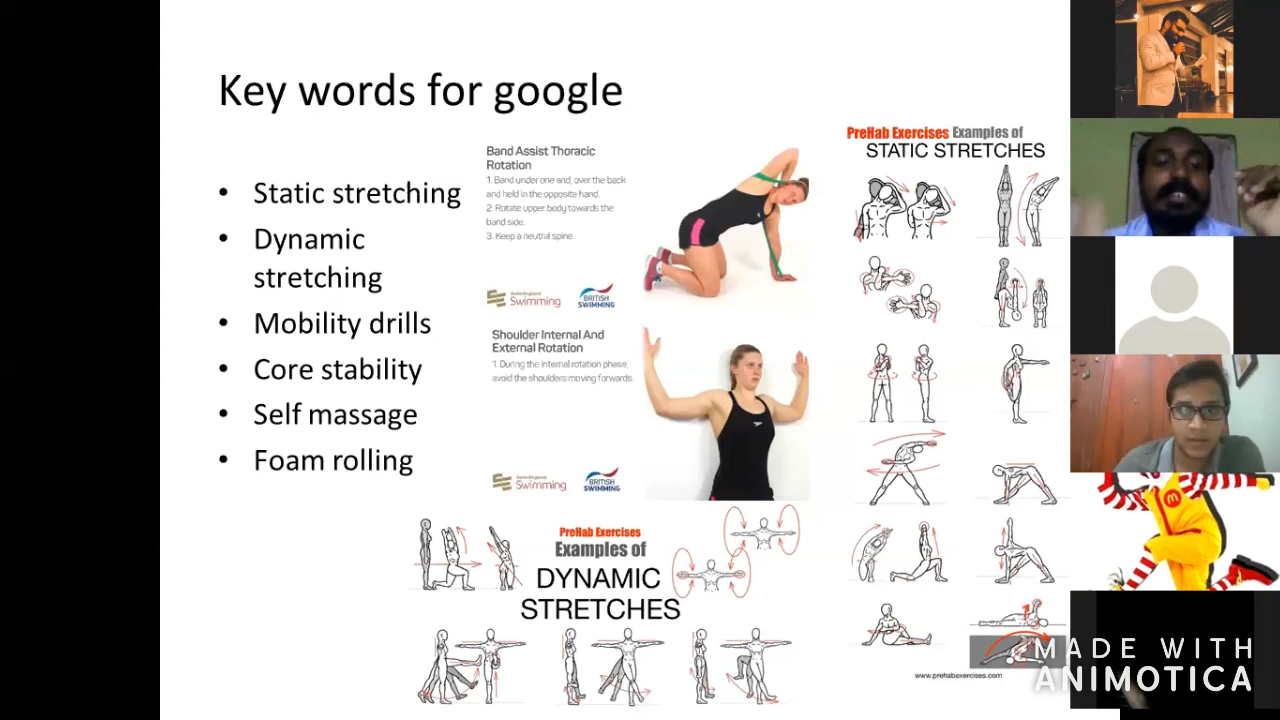 Key words for google
• Static stretching
• Dynamic
stretching
• Mobility drills
• Core stability
• Self massage
• Foam rolling
Band Assist Thoracic
Rotation
1. Band under one and, over the back
and held in the opposite hand.
2. Rotate upper body towards the
band side.
3. Keep a neutral spine.
Swimming
BRITISH
SWIMMING
Shoulder Internal And
External Rotation
1. During the internal rotation phase,
avoid the shoulders moving forwards.
Swimming
BRITISH
SWIMMING
PreHab Exercises Examples of
STATIC STRETCHES
www.prehabexercises.com
PreHab Exercises
Examples of
DYNAMIC
STRETCHES
MADE WITH
ANIMOTICA